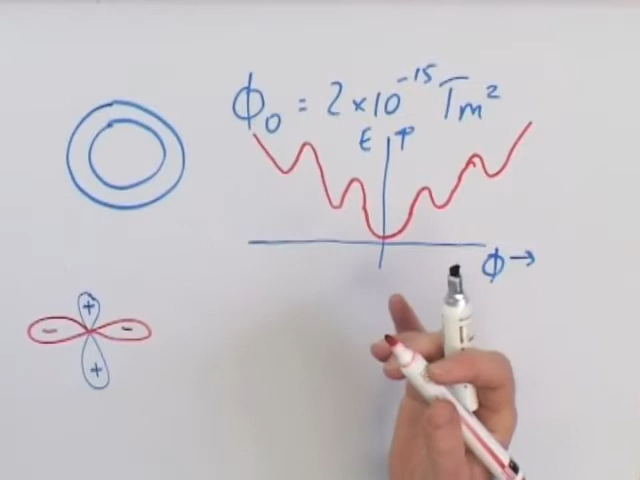 ϕ₀ = 2×10⁻¹⁵ Tm²
E ↑
ϕ →
+
- -
+